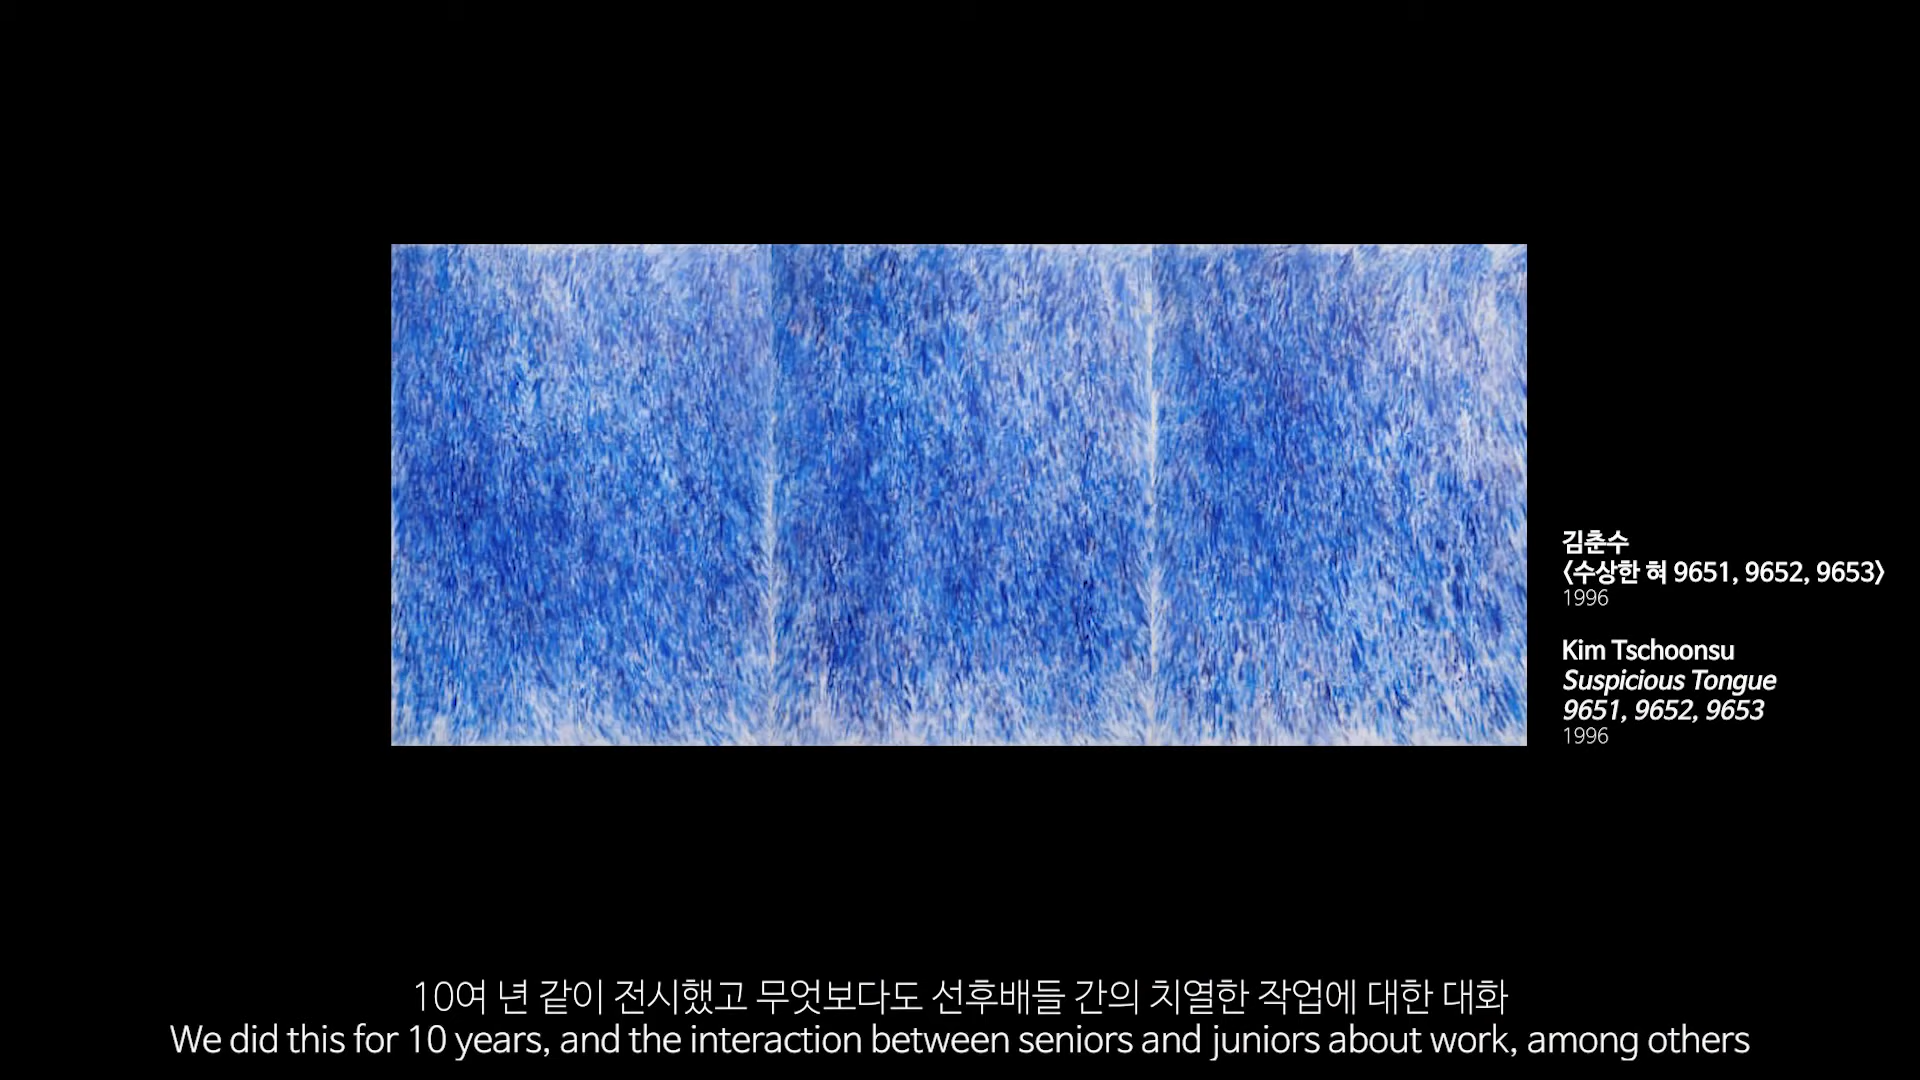 김춘수
〈수상한 혀 9651, 9652, 9653〉
1996
Kim Tschoonsu
Suspicious Tongue
9651, 9652, 9653
1996
10여 년 같이 전시했고 무엇보다도 선후배들 간의 치열한 작업에 대한 대화
We did this for 10 years, and the interaction between seniors and juniors about work, among others